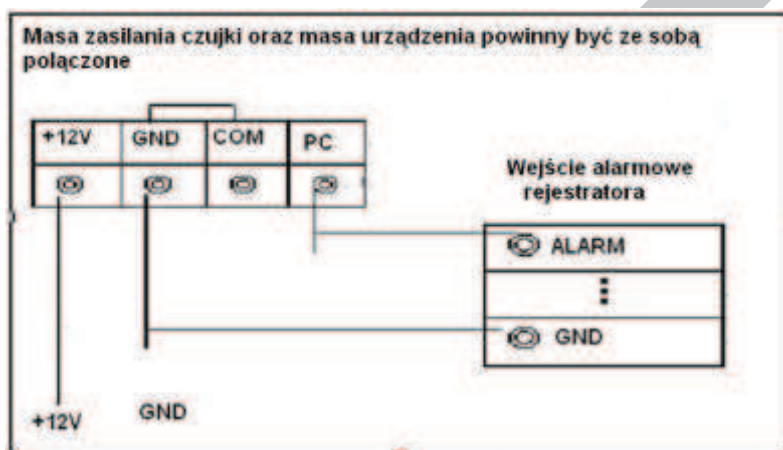 Masa zasilania czujki oraz masa urządzenia powinny być ze sobą
połączone
+12V GND COM PC
Wejście alarmowe
rejestratora
ALARM
GND
+12V GND